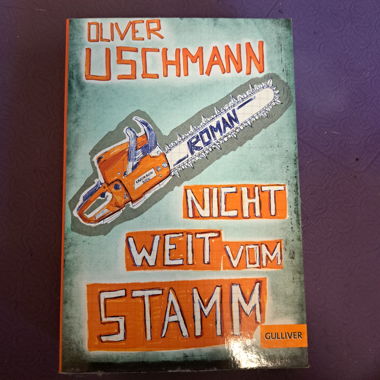 OLIVER
USCHMANN
ROMAN
NICHT
WEIT VOM
STAMM
GULLIVER